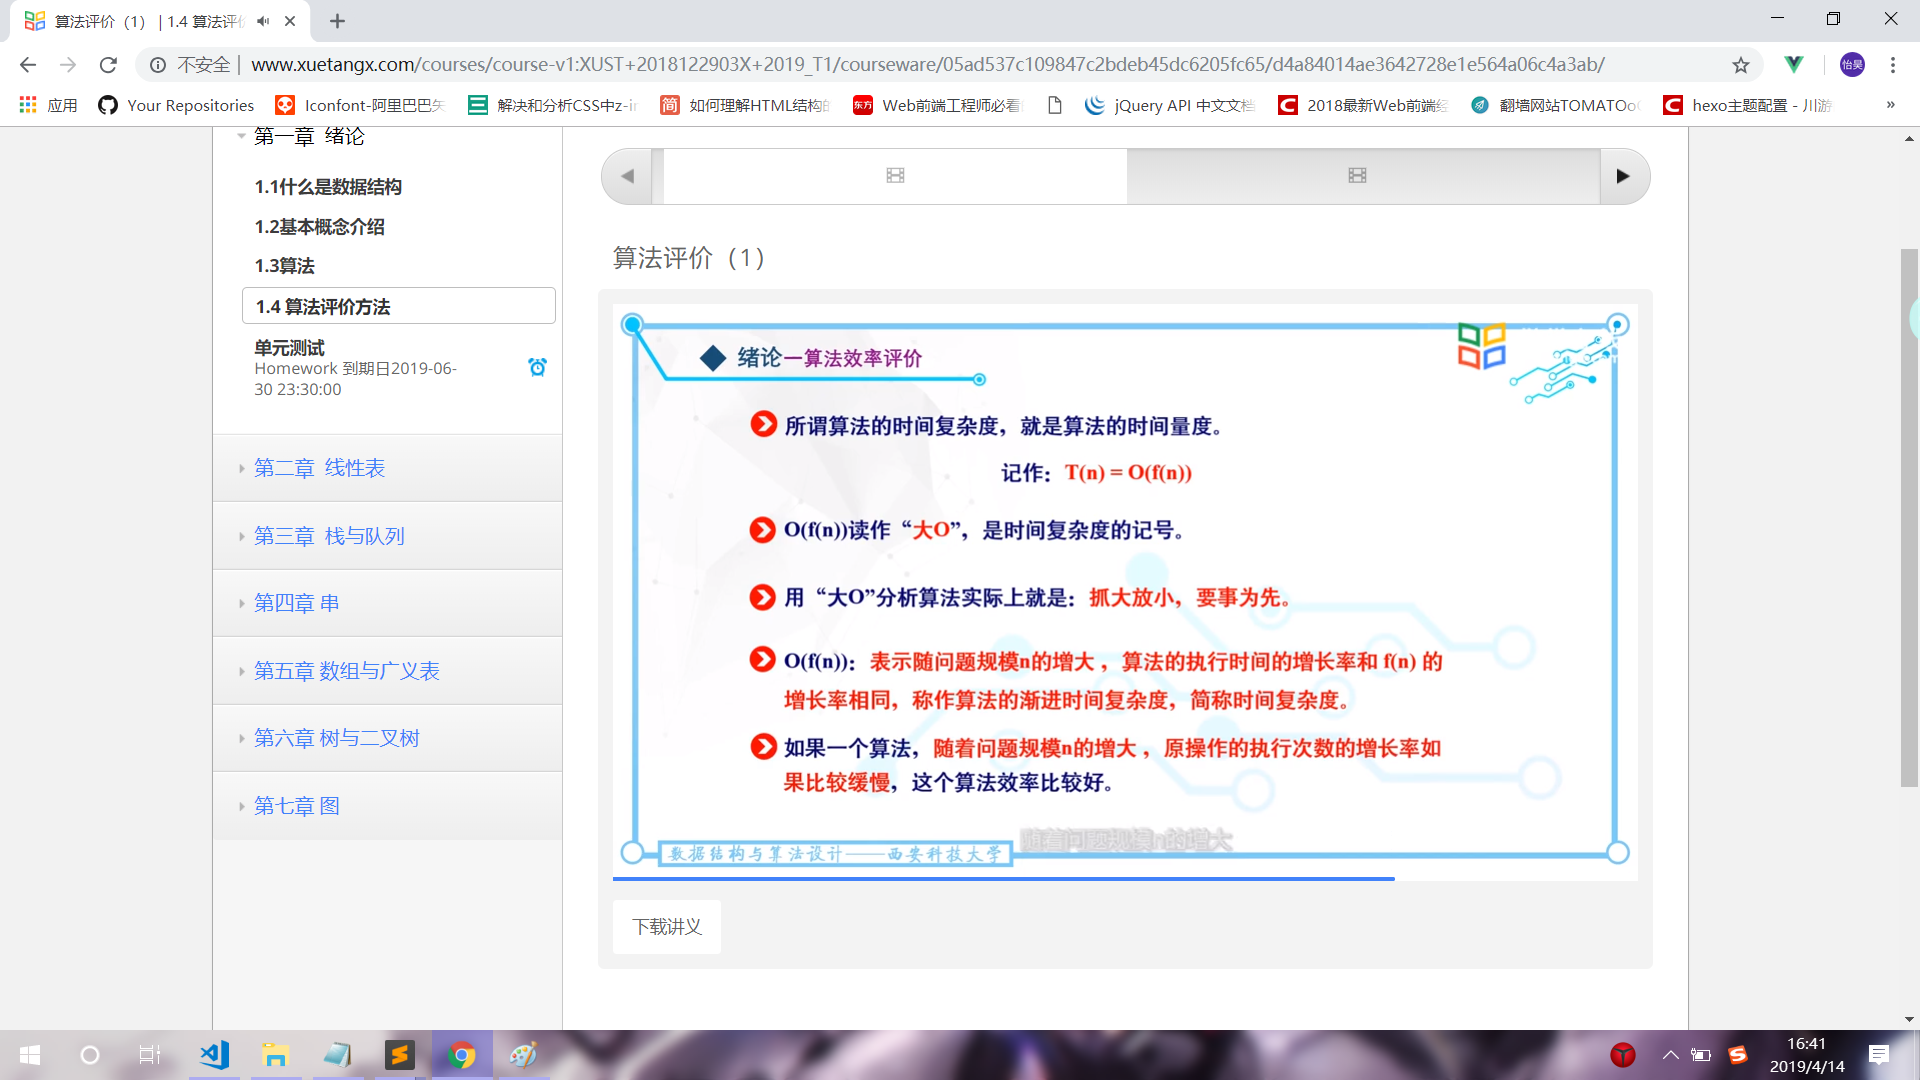 算法评价（1） | 1.4 算法评价
不安全 | www.xuetangx.com/courses/course-v1:XUST+2018122903X+2019_T1/courseware/05ad537c109847c2bdeb45dc6205fc65/d4a84014ae3642728e1e564a06c4a3ab/
怡昊
应用 Your Repositories Iconfont-阿里巴巴矢 解决和分析CSS中z-in 简 如何理解HTML结构的 东方 Web前端工程师必看 jQuery API 中文文档 2018最新Web前端经 翻墙网站TOMATOo hexo主题配置 - 川游 »
第一章 绪论
1.1什么是数据结构
1.2基本概念介绍
1.3算法
1.4 算法评价方法
单元测试
Homework 到期日2019-06-
30 23:30:00
第二章 线性表
第三章 栈与队列
第四章 串
第五章 数组与广义表
第六章 树与二叉树
第七章 图
算法评价（1）
绪论—算法效率评价
所谓算法的时间复杂度，就是算法的时间量度。
记作：T(n) = O(f(n))
O(f(n))读作“大O”，是时间复杂度的记号。
用“大O”分析算法实际上就是：抓大放小，要事为先。
O(f(n))：表示随问题规模n的增大，算法的执行时间的增长率和 f(n) 的
增长率相同，称作算法的渐进时间复杂度，简称时间复杂度。
如果一个算法，随着问题规模n的增大，原操作的执行次数的增长率如
果比较缓慢，这个算法效率比较好。
随着问题规模n的增大
数据结构与算法设计——西安科技大学
下载讲义
16:41
2019/4/14